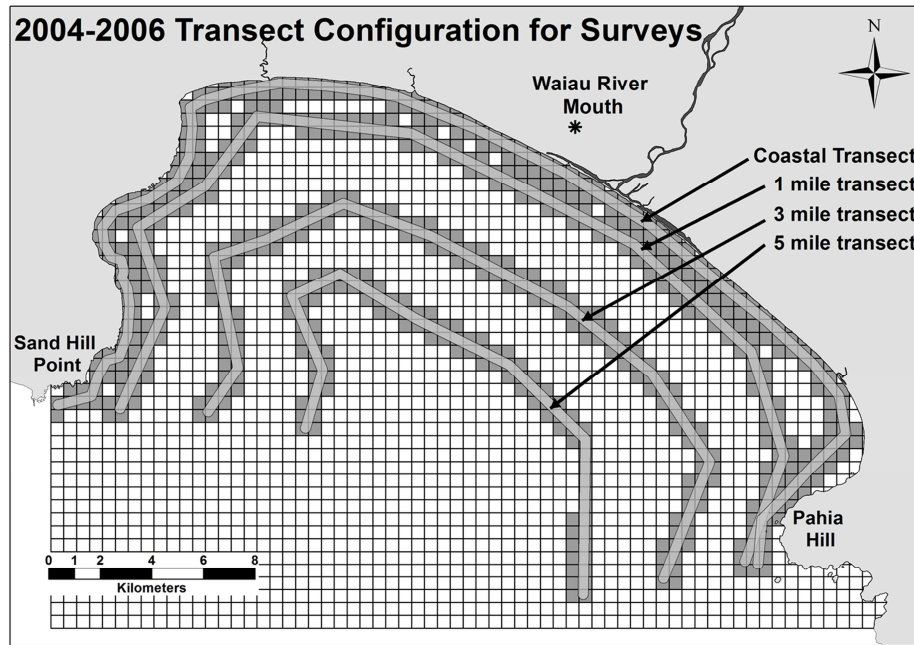 2004-2006 Transect Configuration for Surveys
N
Waiau River
Mouth
Coastal Transect
1 mile transect
3 mile transect
5 mile transect
Sand Hill
Point
Pahia
Hill
0 1 2 4 6 8
Kilometers